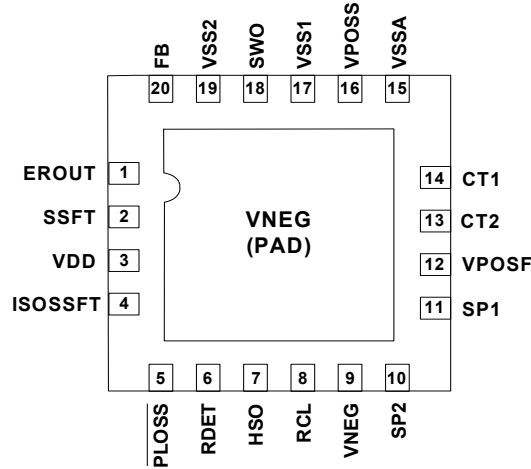 FB
VSS2
SWO
VSS1
VPOSS
VSSA
20 19 18 17 16 15
EROUT 1
SSFT 2
VDD 3
ISOSSFT 4
VNEG
(PAD)
14 CT1
13 CT2
12 VPOSF
11 SP1
5 6 7 8 9 10
PLOSS
RDET
HSO
RCL
VNEG
SP2